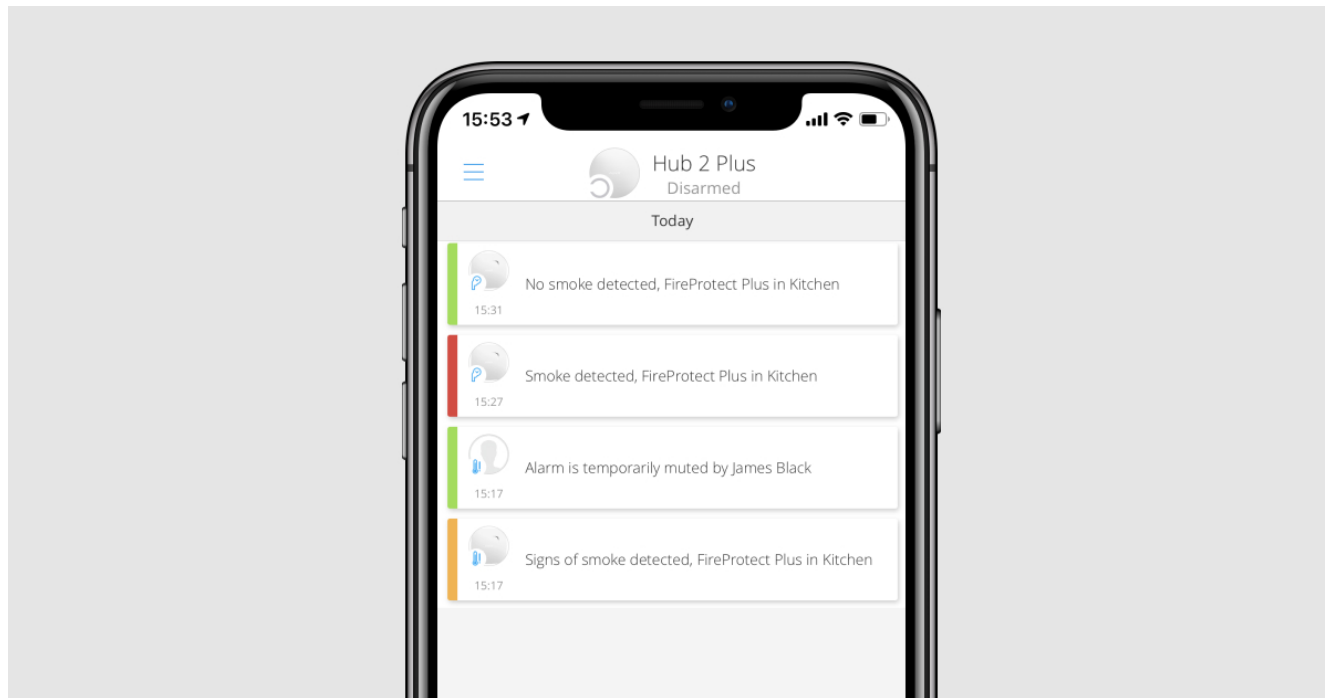 15:53
Hub 2 Plus
Disarmed
Today
No smoke detected, FireProtect Plus in Kitchen
15:31
Smoke detected, FireProtect Plus in Kitchen
15:27
Alarm is temporarily muted by James Black
15:17
Signs of smoke detected, FireProtect Plus in Kitchen
15:17